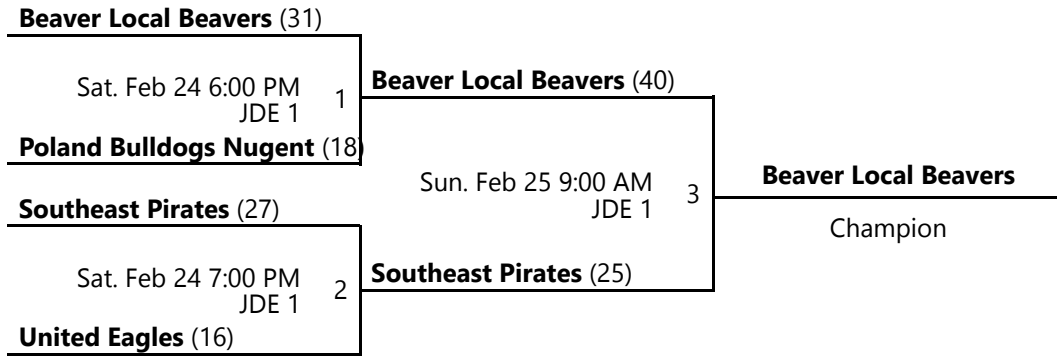 Beaver Local Beavers (31)
Sat. Feb 24 6:00 PM
JDE 1
1
Poland Bulldogs Nugent (18)
Southeast Pirates (27)
Sat. Feb 24 7:00 PM
JDE 1
2
United Eagles (16)
Beaver Local Beavers (40)
Sun. Feb 25 9:00 AM
JDE 1
3
Southeast Pirates (25)
Beaver Local Beavers
Champion